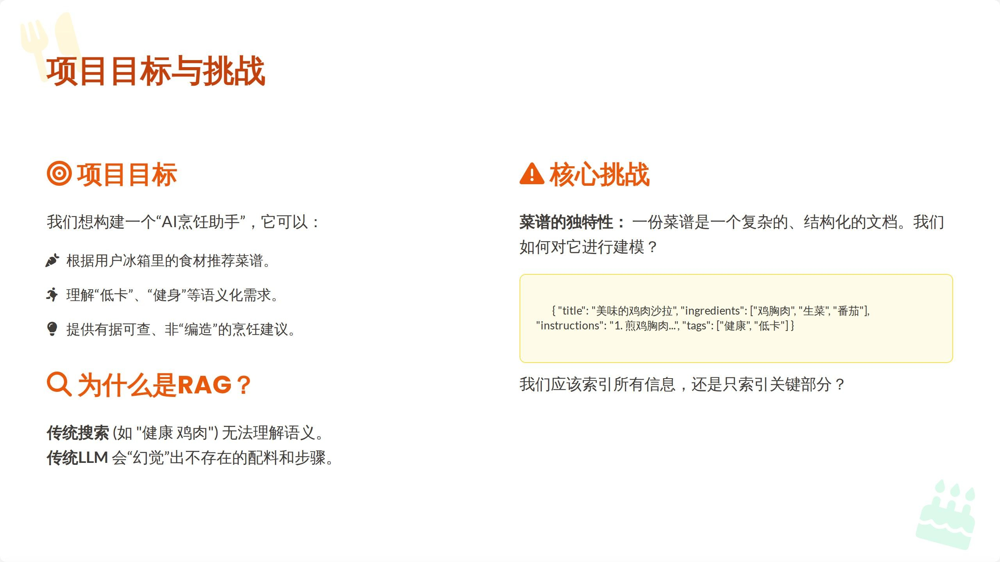 项目目标与挑战
项目目标
我们想构建一个“AI烹饪助手”，它可以：
根据用户冰箱里的食材推荐菜谱。
理解“低卡”、“健身”等语义化需求。
提供有据可查、非“编造”的烹饪建议。
为什么是RAG？
传统搜索 (如 "健康 鸡肉") 无法理解语义。
传统LLM 会“幻觉”出不存在的配料和步骤。
核心挑战
菜谱的独特性： 一份菜谱是一个复杂的、结构化的文档。我们
如何对它进行建模？
{ "title": "美味的鸡肉沙拉", "ingredients": ["鸡胸肉", "生菜", "番茄"],
"instructions": "1. 煎鸡胸肉...", "tags": ["健康", "低卡"] }
我们应该索引所有信息，还是只索引关键部分？